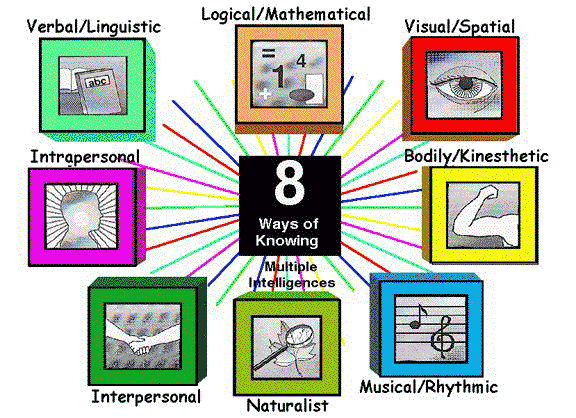 Logical/Mathematical
Verbal/Linguistic
Visual/Spatial
=
1
4
+
abc
Intrapersonal
Bodily/Kinesthetic
8
Ways of
Knowing
Multiple
Intelligences
Interpersonal
Naturalist
Musical/Rhythmic